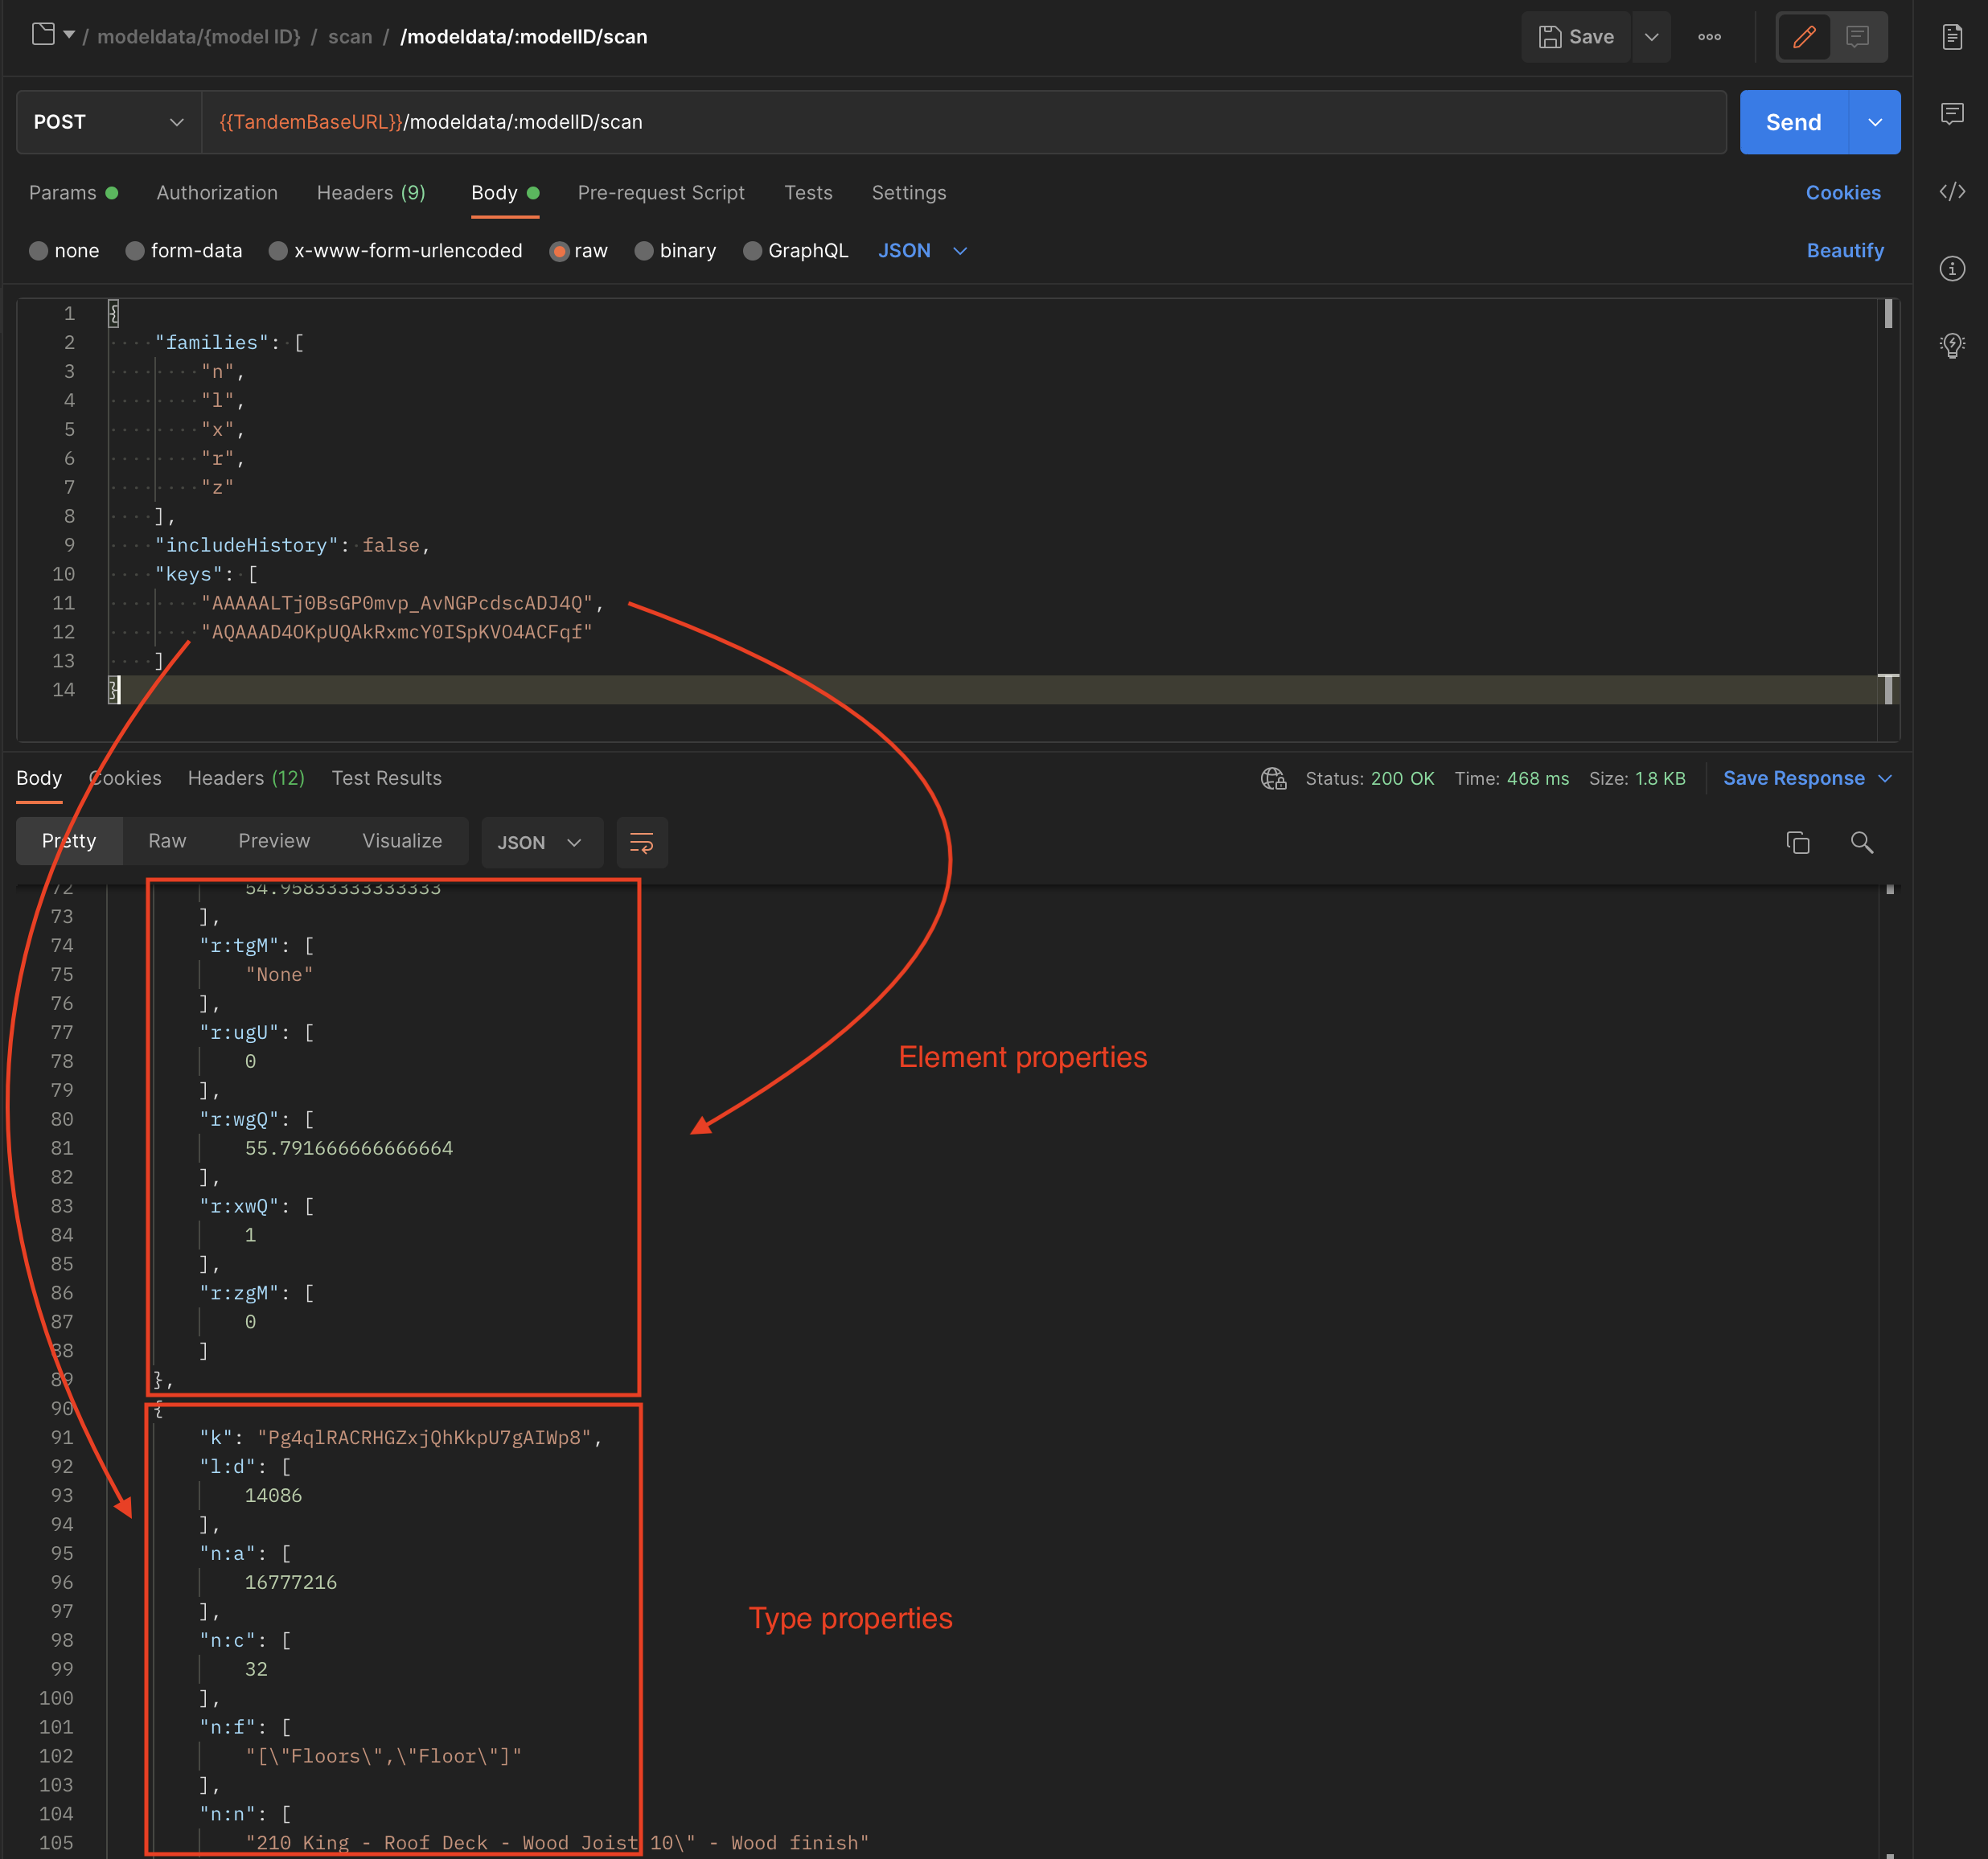 / modeldata/{model ID} / scan / /modeldata/:modelID/scan
Save
POST
{{TandemBaseURL}}/modeldata/:modelID/scan
Send
Params Authorization Headers (9) Body Pre-request Script Tests Settings Cookies
none form-data x-www-form-urlencoded raw binary GraphQL JSON Beautify
1 {
2 "families": [
3 "n",
4 "l",
5 "x",
6 "r",
7 "z"
8 ],
9 "includeHistory": false,
10 "keys": [
11 "AAAAALTj0BsGP0mvp_AvNGPcdscADJ4Q",
12 "AQAAAD4OKpUQAkRxmcY0ISpKVO4ACFqf"
13 ]
14 }
Body Cookies Headers (12) Test Results Status: 200 OK Time: 468 ms Size: 1.8 KB Save Response
Pretty Raw Preview Visualize JSON
72 54.95833333333333
73 ],
74 "r:tgM": [
75 "None"
76 ],
77 "r:ugU": [
78 0
79 ],
80 "r:wgQ": [
81 55.791666666666664
82 ],
83 "r:xwQ": [
84 1
85 ],
86 "r:zgM": [
87 0
88 ]
89 },
90 {
91 "k": "Pg4qlRACRHGZxjQhKkpU7gAIWp8",
92 "l:d": [
93 14086
94 ],
95 "n:a": [
96 16777216
97 ],
98 "n:c": [
99 32
100 ],
101 "n:f": [
102 "[\"Floors\",\"Floor\"]"
103 ],
104 "n:n": [
105 "210 King - Roof Deck - Wood Joist 10\" - Wood finish"
Element properties
Type properties